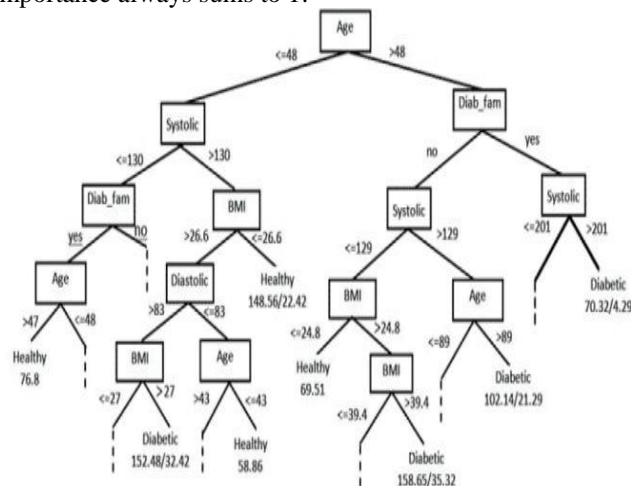 importance always sums to 1.
Age
<=48 >48
Systolic Diab_fam
no yes
<=130 >130
Diab_fam BMI Systolic Systolic
yes no >26.6 <=26.6 <=129 >129 <=201 >201
Age Diastolic Healthy
148.56/22.42 BMI Age Diabetic
70.32/4.29
>47 <=48 >83 <=83 <=24.8 >24.8 <=89 >89
Healthy
76.8 BMI Age Healthy
69.51 BMI Diabetic
102.14/21.29
<=27 >27 >43 <=43 <=39.4 >39.4
Diabetic
152.48/32.42 Healthy
58.86 Diabetic
158.65/35.32